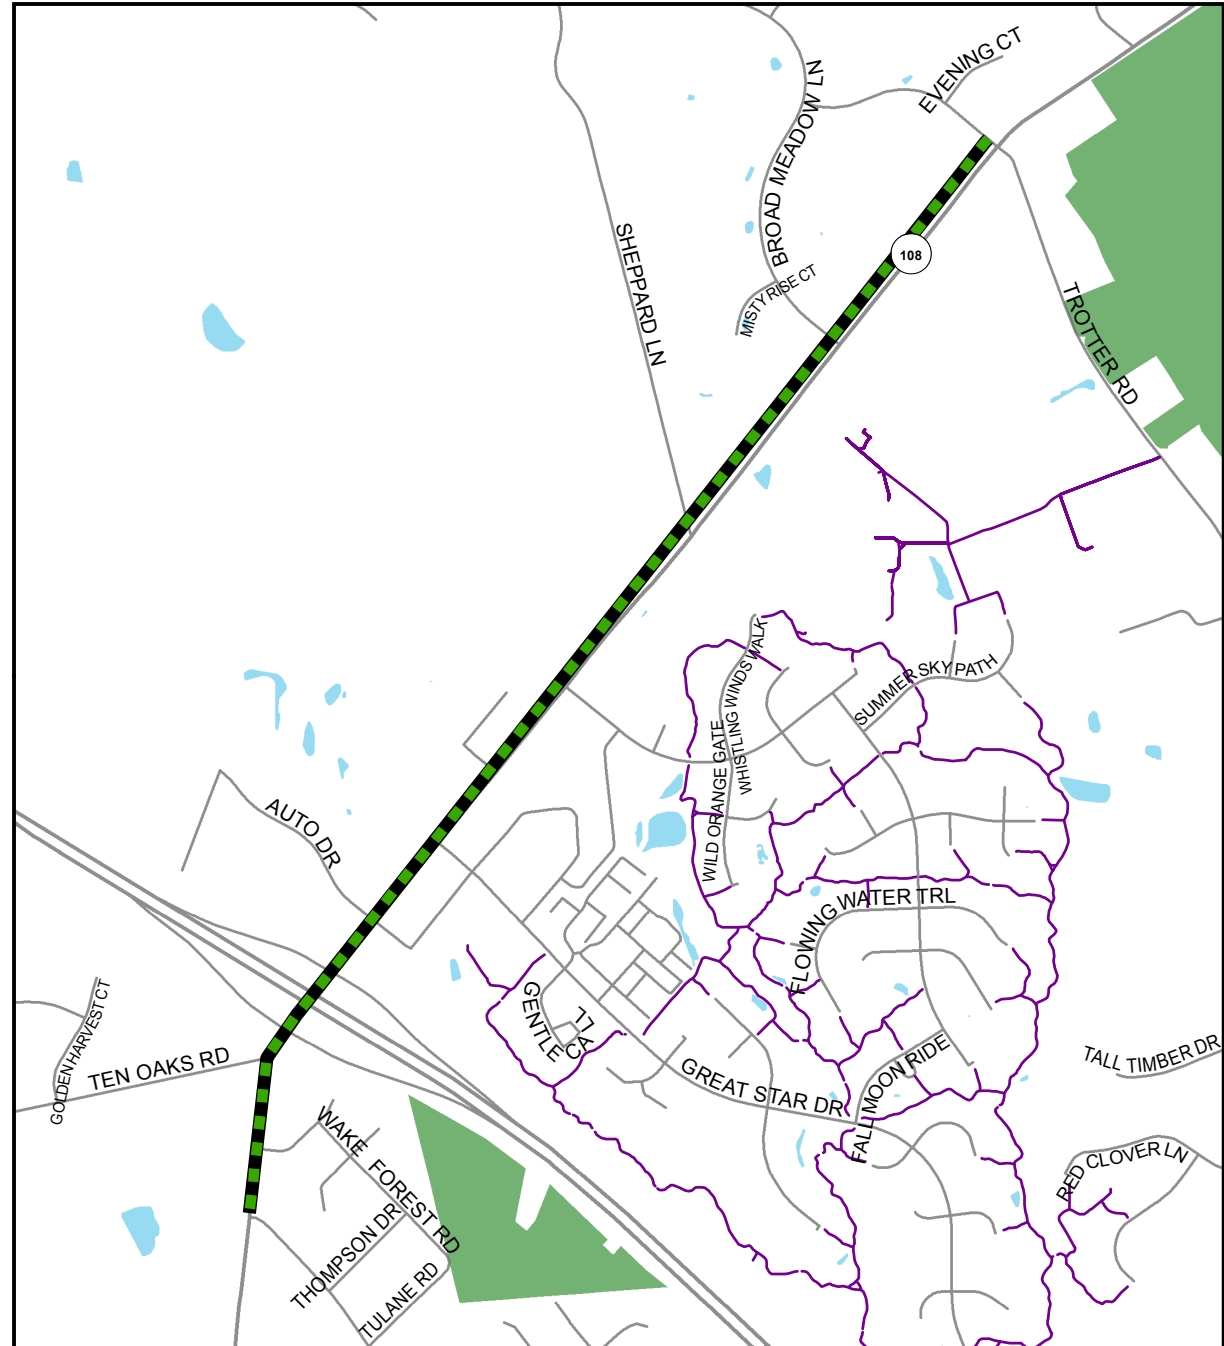 EVENING CT
BROAD MEADOW LN
108
SHEPPARD LN
MISTY RISE CT
TROTTER RD
WHISTLING WINDS WALK
SUMMER SKY PATH
WILD ORANGE GATE
AUTO DR
FLOWING WATER TRL
GOLDEN HARVEST CT
TEN OAKS RD
GENTLE
CA
LL
GREAT STAR DR
FALL MOON RIDE
TALL TIMBER DR
WAKE FOREST RD
RED CLOVER LN
THOMPSON DR
TULANE RD